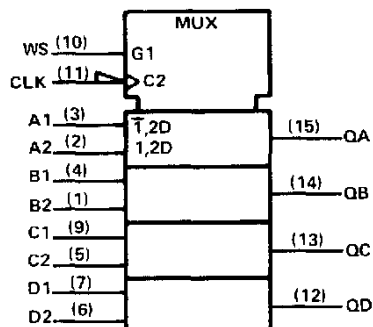 MUX
WS (10) G1
CLK (11) C2
A1 (3) 1̅,2D
A2 (2) 1,2D
(15) QA
B1 (4)
B2 (1)
(14) QB
C1 (9)
C2 (5)
(13) QC
D1 (7)
D2 (6)
(12) QD